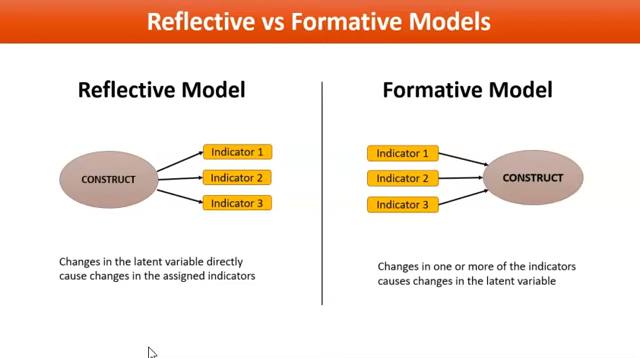 Reflective vs Formative Models
Reflective Model
CONSTRUCT
Indicator 1
Indicator 2
Indicator 3
Changes in the latent variable directly
cause changes in the assigned indicators
Formative Model
Indicator 1
Indicator 2
Indicator 3
CONSTRUCT
Changes in one or more of the indicators
causes changes in the latent variable